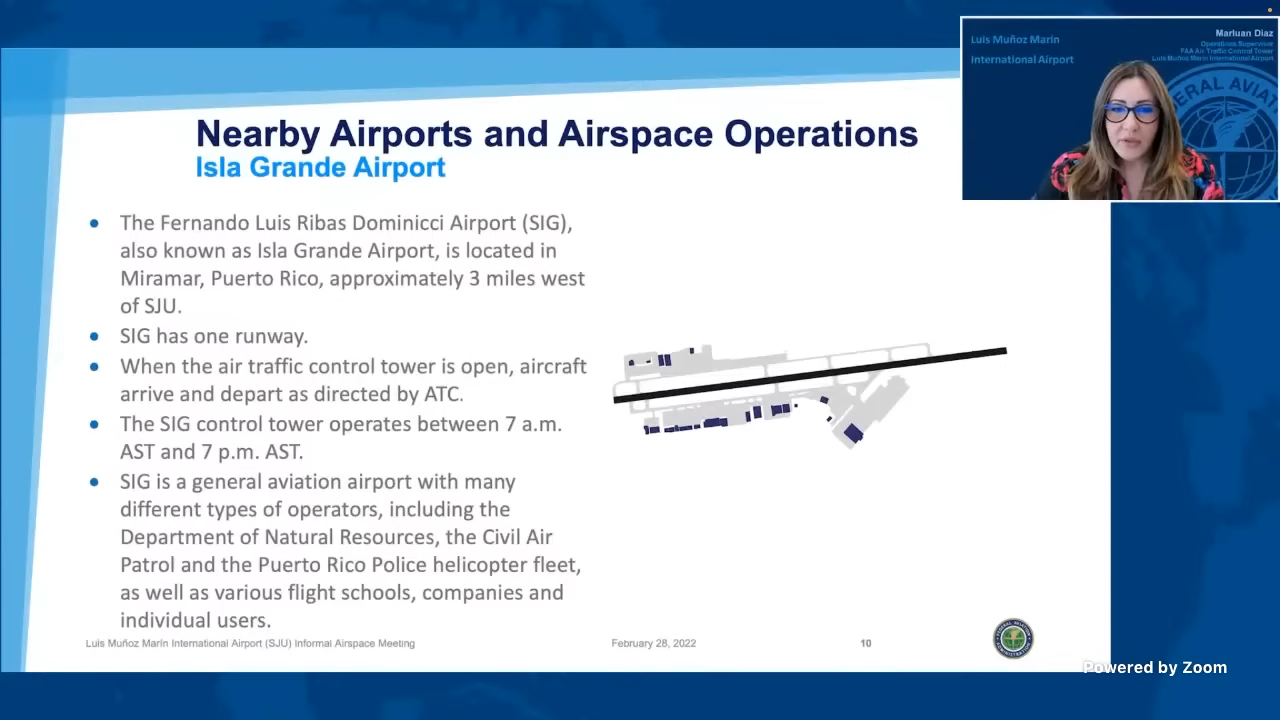 Luis Muñoz Marín
International Airport
Marluan Diaz
Operations Supervisor
FAA Air Traffic Control Tower
Luis Muñoz Marín International Airport
ERAL AVIAT
Nearby Airports and Airspace Operations
Isla Grande Airport
• The Fernando Luis Ribas Dominicci Airport (SIG),
also known as Isla Grande Airport, is located in
Miramar, Puerto Rico, approximately 3 miles west
of SJU.
• SIG has one runway.
• When the air traffic control tower is open, aircraft
arrive and depart as directed by ATC.
• The SIG control tower operates between 7 a.m.
AST and 7 p.m. AST.
• SIG is a general aviation airport with many
different types of operators, including the
Department of Natural Resources, the Civil Air
Patrol and the Puerto Rico Police helicopter fleet,
as well as various flight schools, companies and
individual users.
Luis Muñoz Marín International Airport (SJU) Informal Airspace Meeting
February 28, 2022
10
Powered by Zoom